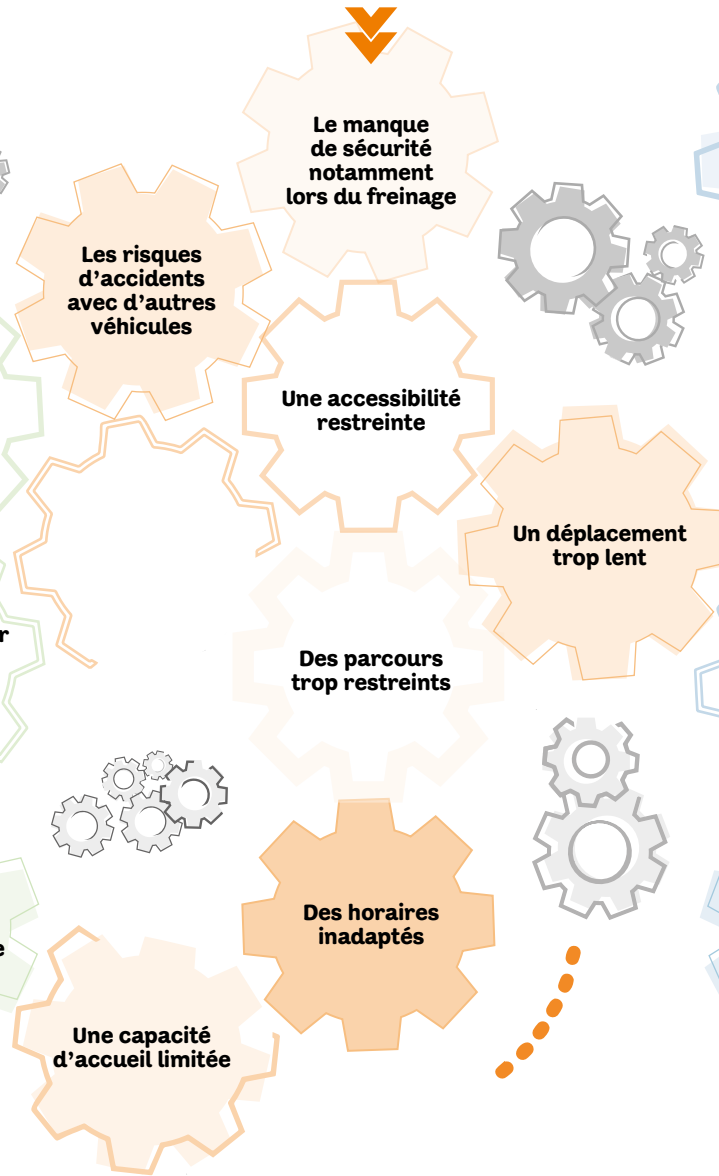 Le manque
de sécurité
notamment
lors du freinage
Les risques
d’accidents
avec d’autres
véhicules
Une accessibilité
restreinte
Un déplacement
trop lent
r
Des parcours
trop restreints
Des horaires
inadaptés
e
Une capacité
d’accueil limitée